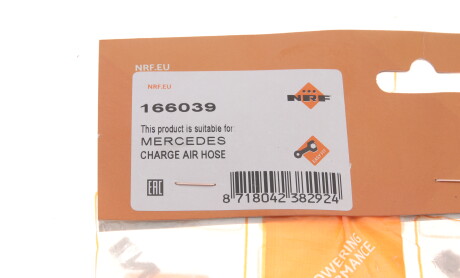 NRF.EU
NRF.EU
NRF
166039
This product is suitable for
MERCEDES
CHARGE AIR HOSE
EAC
8 718042 382924